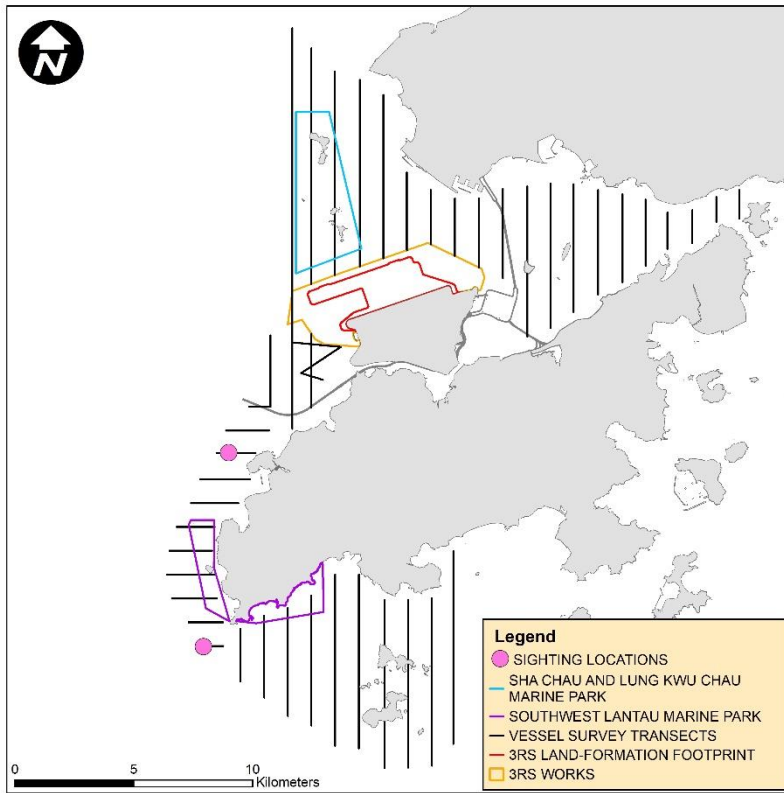 N
Legend
SIGHTING LOCATIONS
SHA CHAU AND LUNG KWU CHAU
MARINE PARK
SOUTHWEST LANTAU MARINE PARK
VESSEL SURVEY TRANSECTS
3RS LAND-FORMATION FOOTPRINT
3RS WORKS
0 5 10
Kilometers